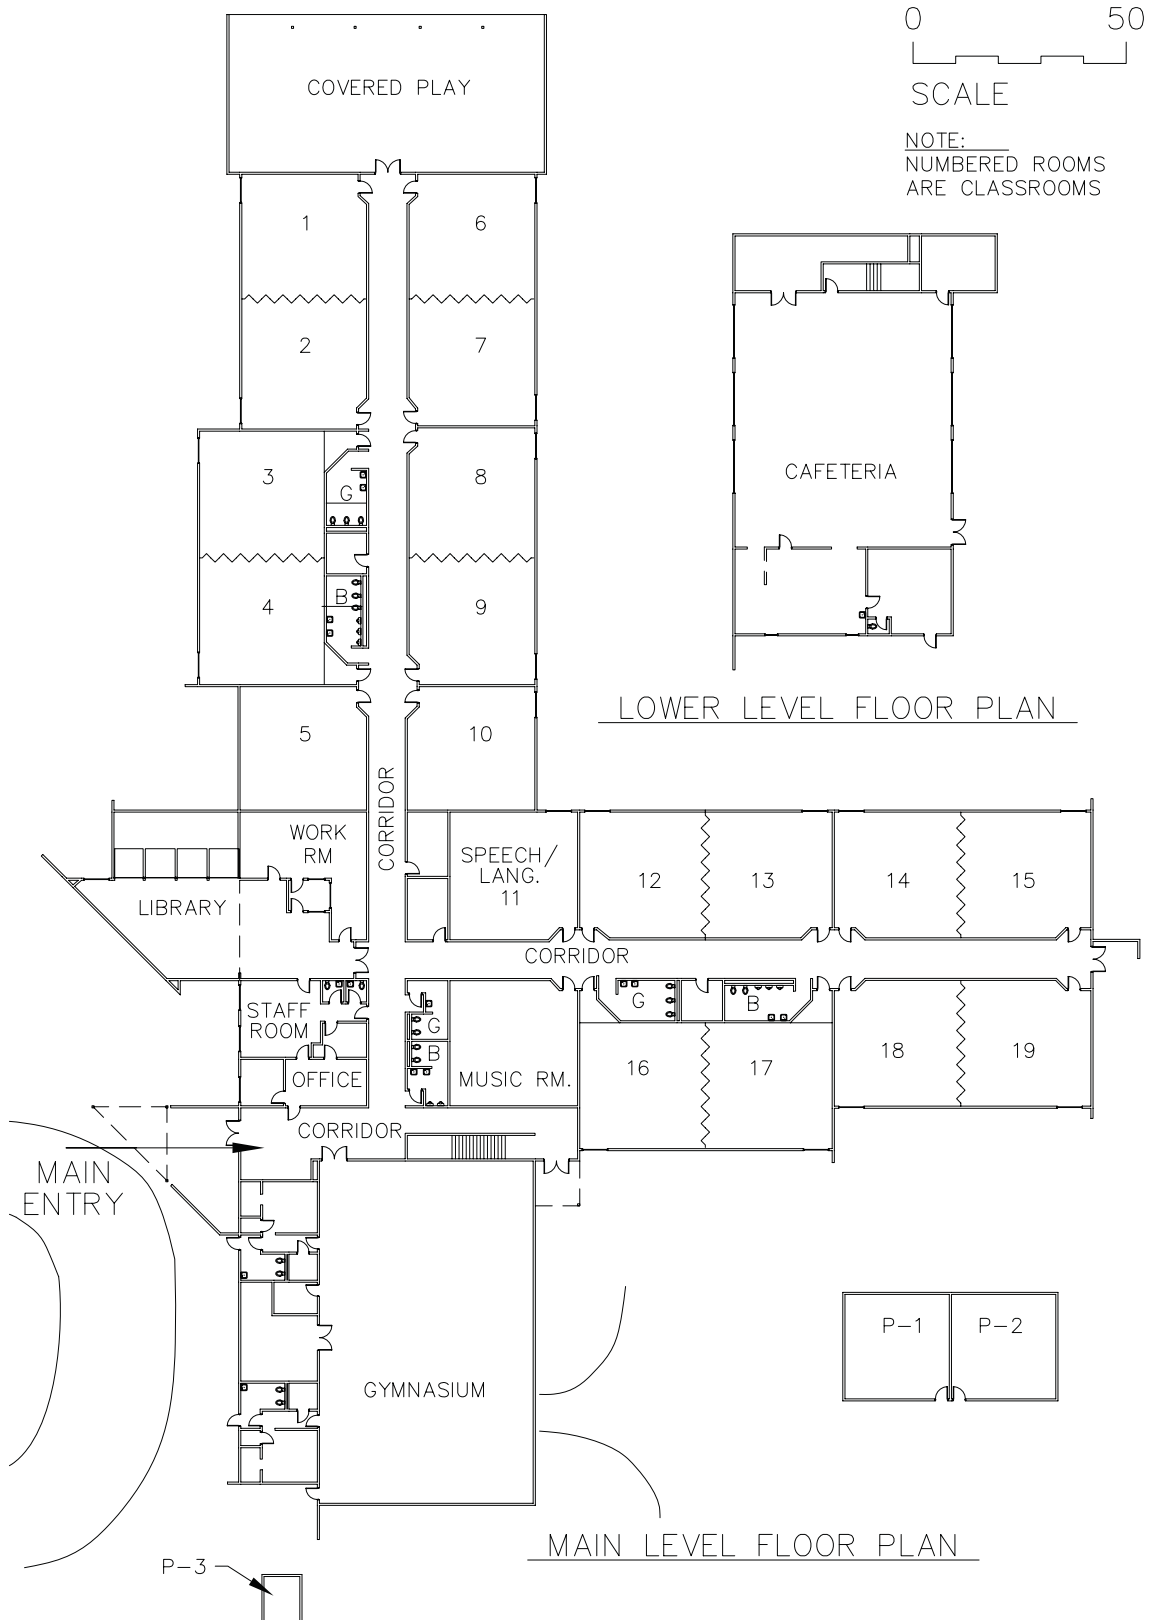 0 50
SCALE
NOTE:
NUMBERED ROOMS
ARE CLASSROOMS
COVERED PLAY
1
6
2
7
3
8
G
4
B
9
5
10
CAFETERIA
LOWER LEVEL FLOOR PLAN
CORRIDOR
WORK
RM
LIBRARY
SPEECH/
LANG.
11
12
13
14
15
CORRIDOR
STAFF
ROOM
OFFICE
G
B
MUSIC RM.
G
B
16
17
18
19
CORRIDOR
MAIN
ENTRY
GYMNASIUM
P-1
P-2
MAIN LEVEL FLOOR PLAN
P-3